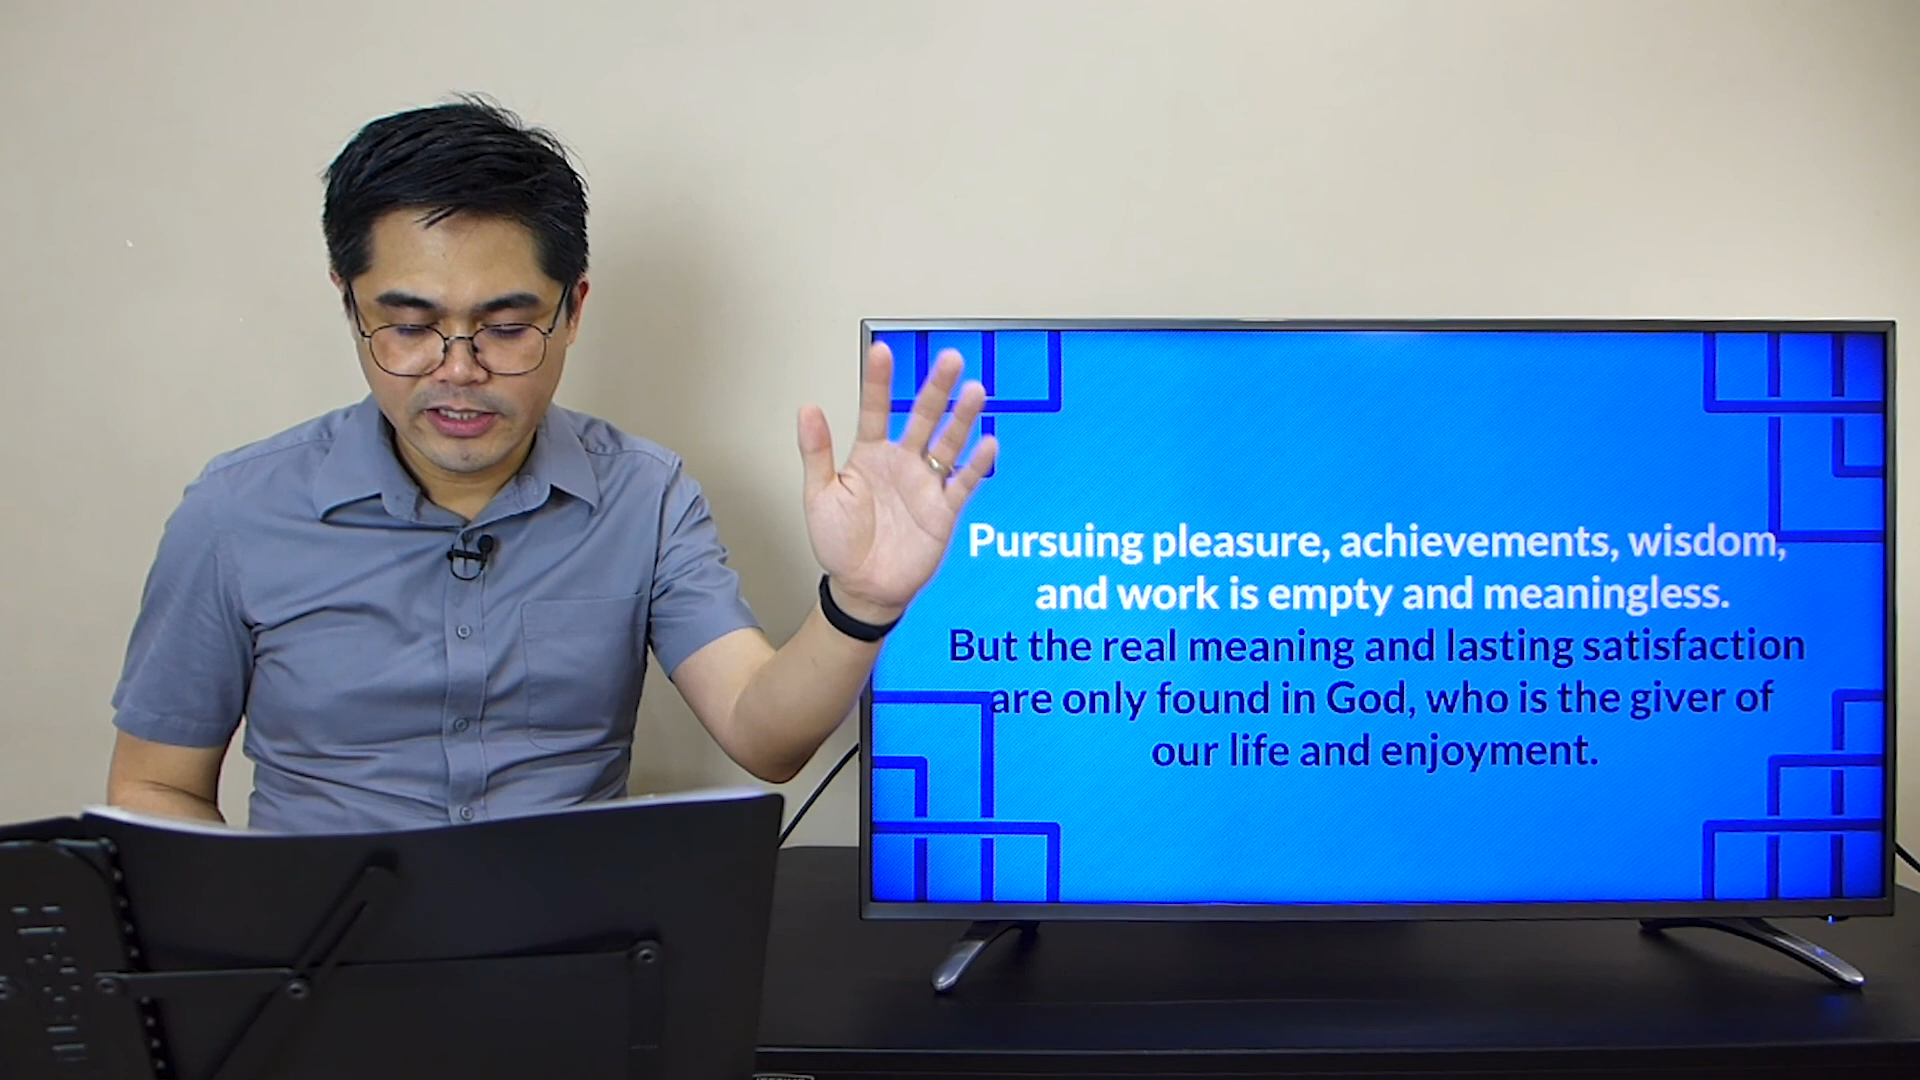 Pursuing pleasure, achievements, wisdom,
and work is empty and meaningless.
But the real meaning and lasting satisfaction
are only found in God, who is the giver of
our life and enjoyment.